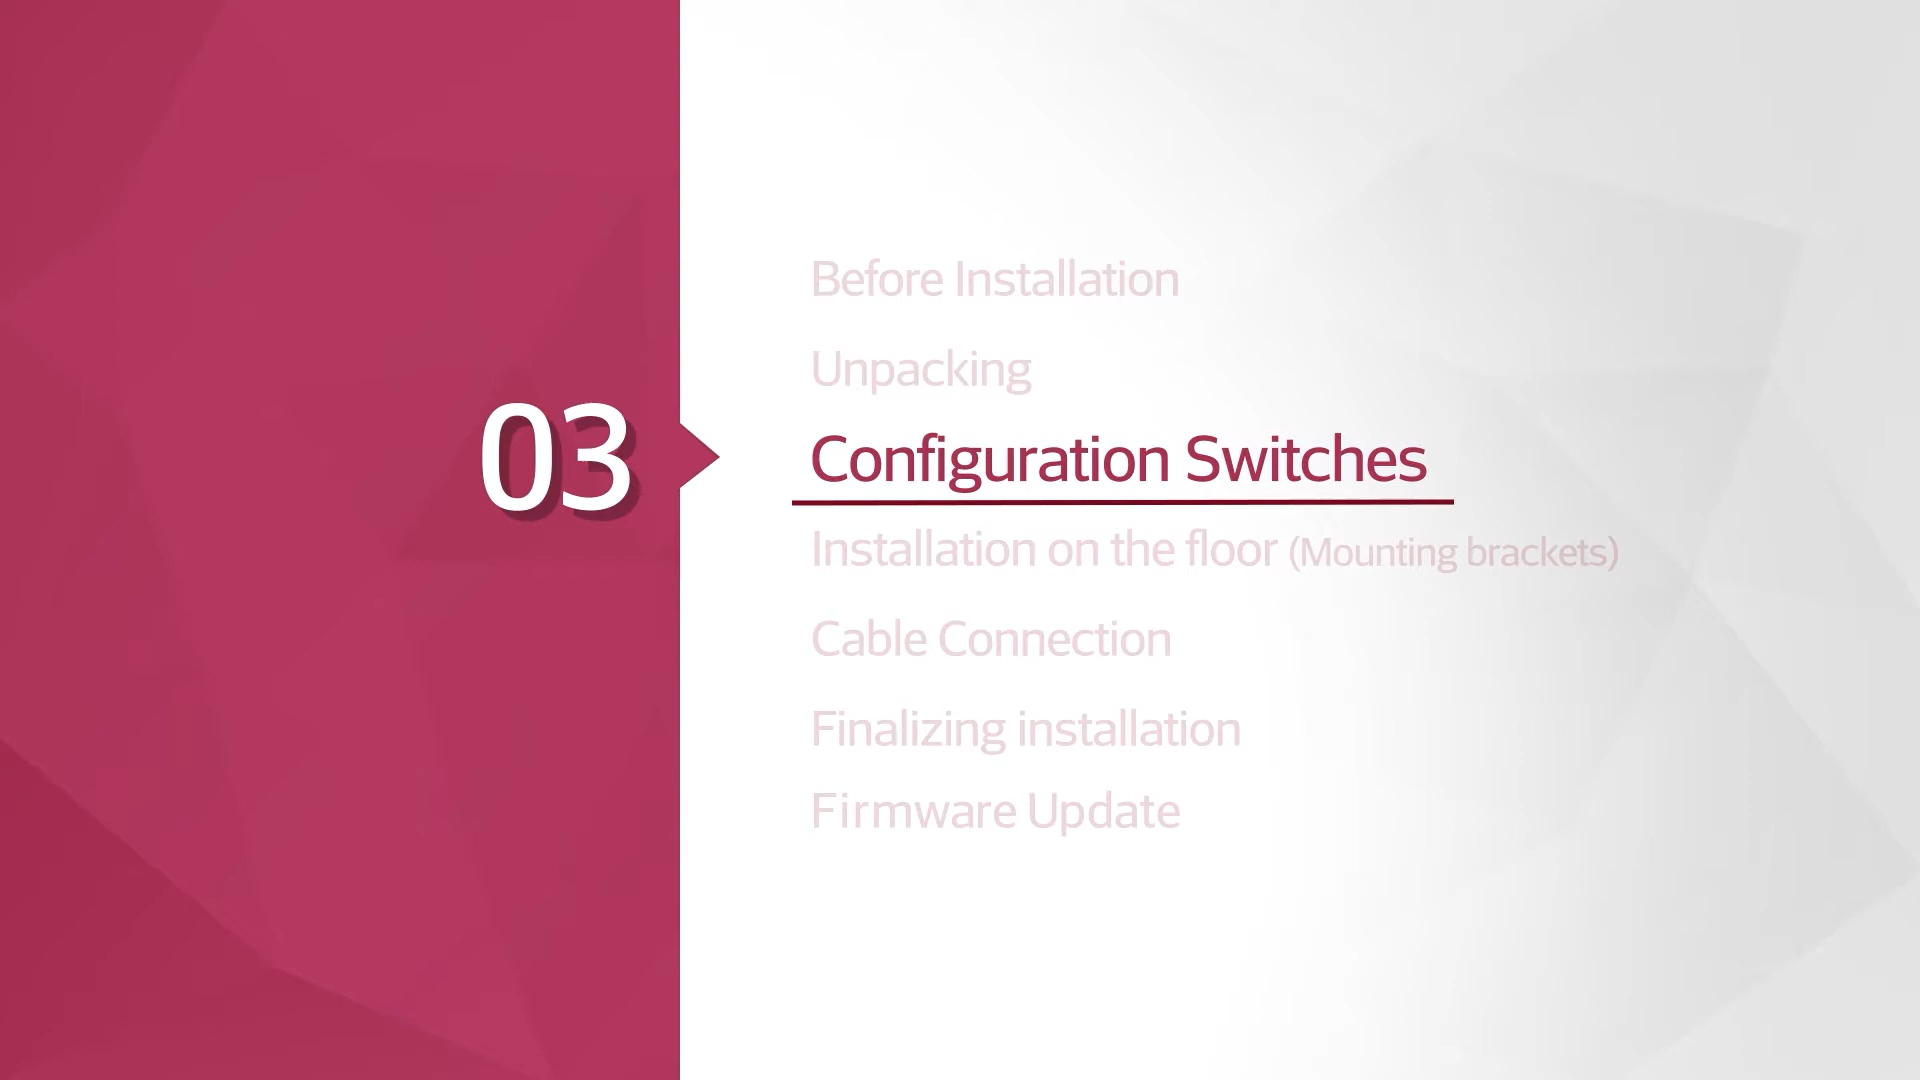 03
Before Installation
Unpacking
Configuration Switches
Installation on the floor (Mounting brackets)
Cable Connection
Finalizing installation
Firmware Update